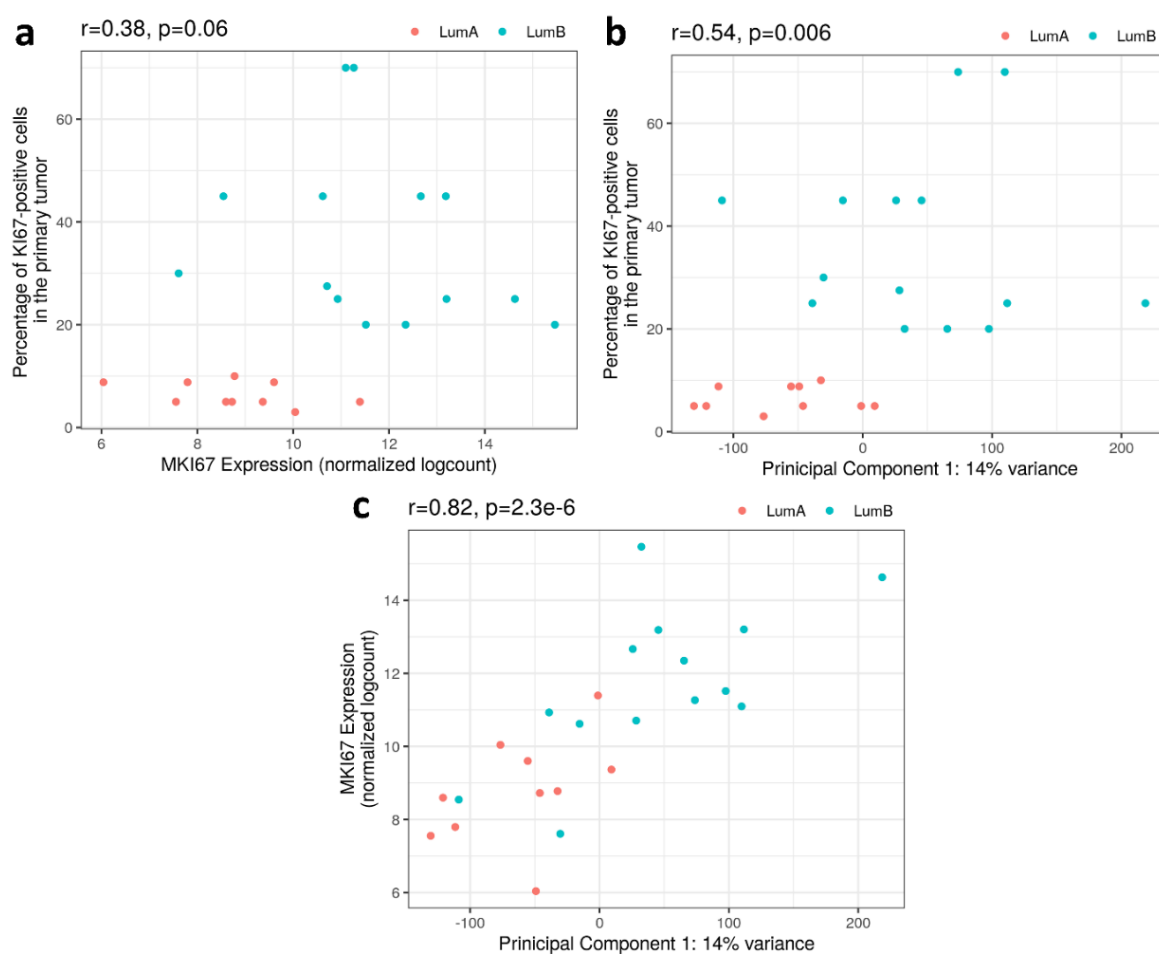 a
r=0.38, p=0.06
LumA LumB
Percentage of KI67-positive cells
in the primary tumor
60
40
20
0
6 8 10 12 14
MKI67 Expression (normalized logcount)
b
r=0.54, p=0.006
LumA LumB
Percentage of KI67-positive cells
in the primary tumor
60
40
20
0
-100 0 100 200
Prinicipal Component 1: 14% variance
c
r=0.82, p=2.3e-6
LumA LumB
MKI67 Expression
(normalized logcount)
14
12
10
8
6
-100 0 100 200
Prinicipal Component 1: 14% variance